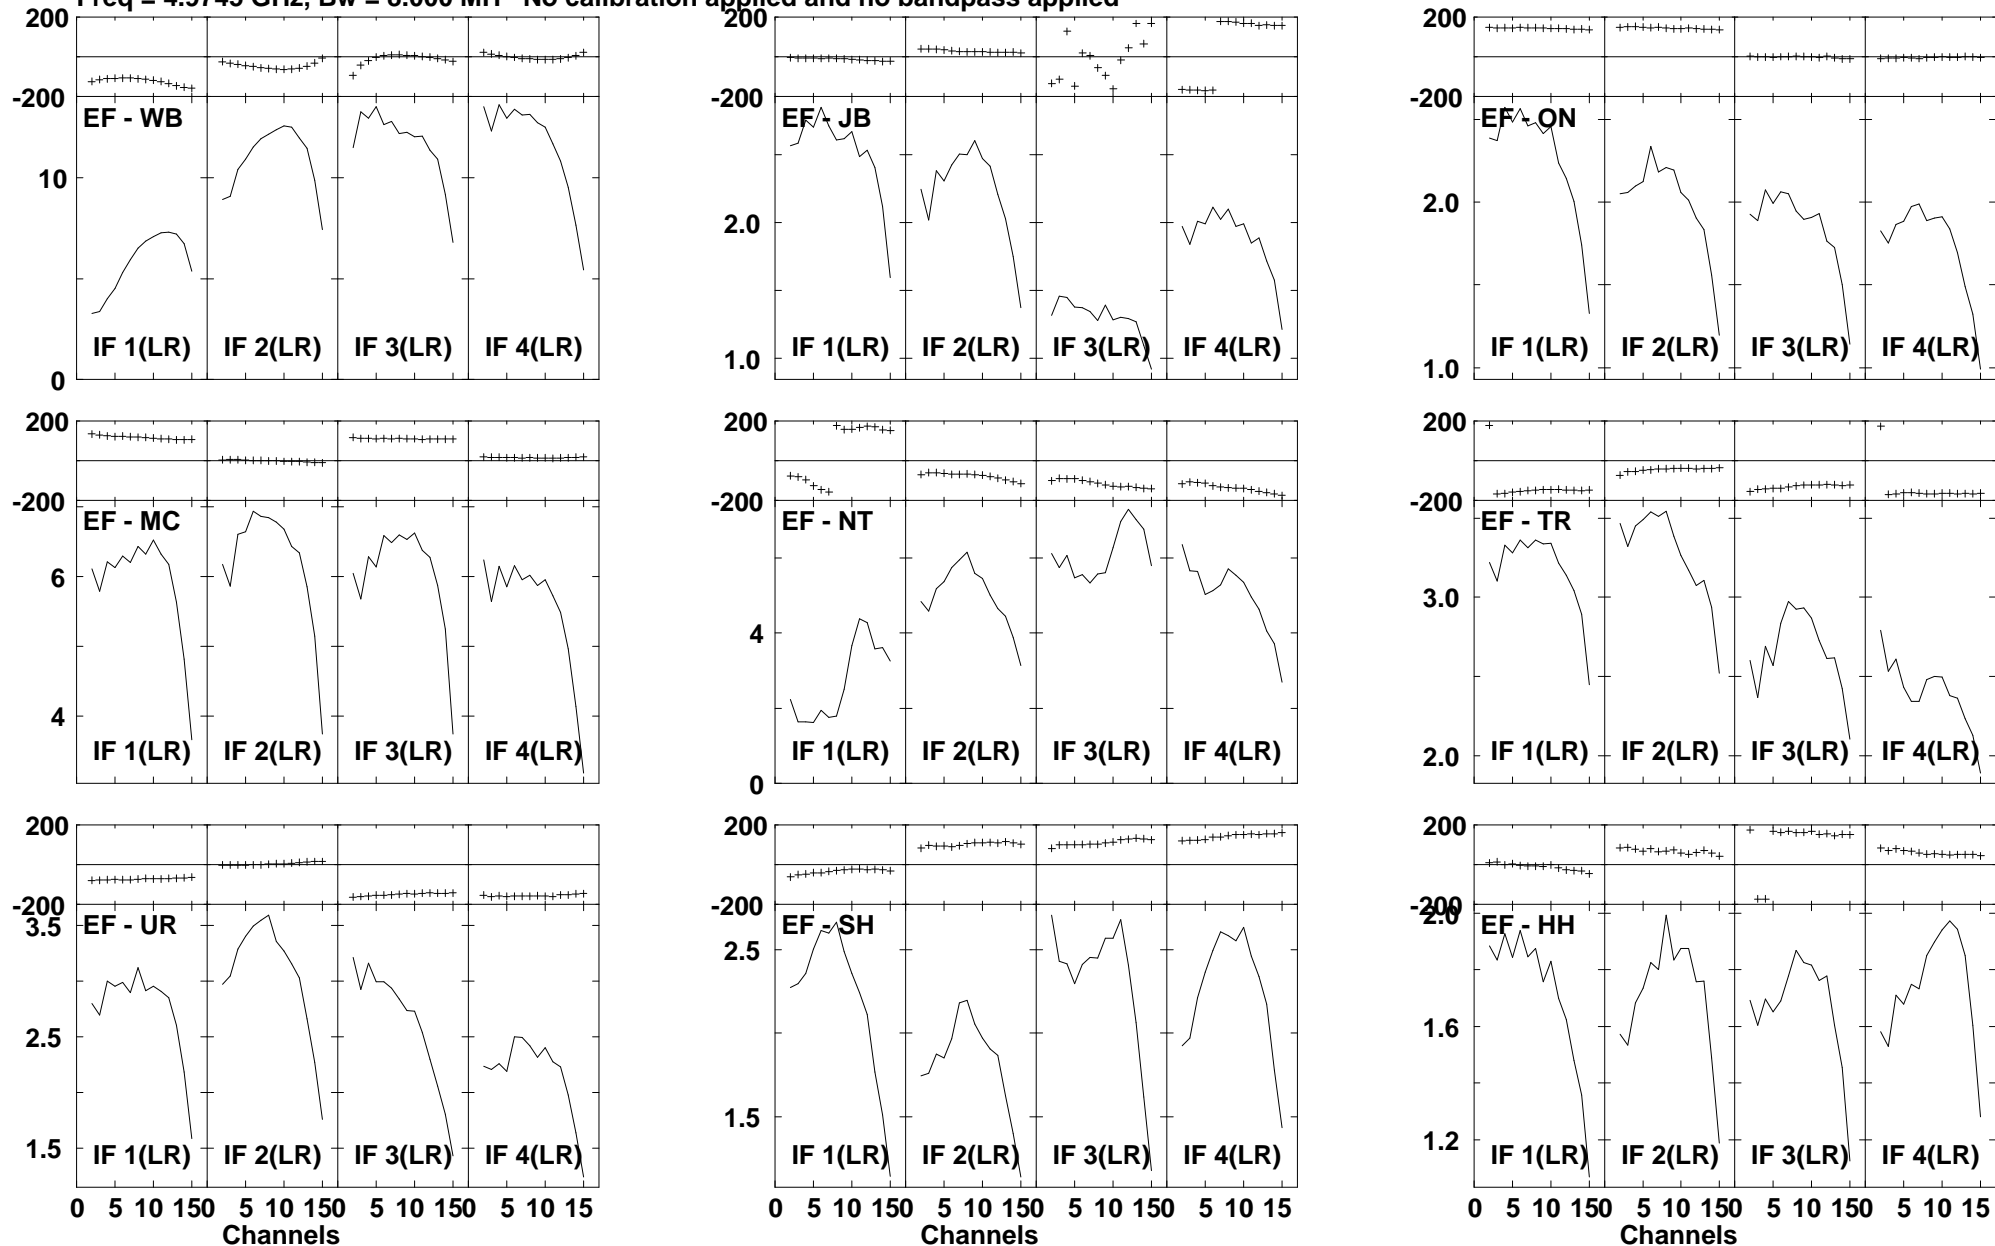 Freq = 4.9745 GHz, Bw = 8.000 MH No calibration applied and no bandpass applied
200 200 200
-200 -200 -200
EF - WB EF - JB EF - ON
10 2.0 2.0
IF 1(LR) IF 2(LR) IF 3(LR) IF 4(LR) IF 1(LR) IF 2(LR) IF 3(LR) IF 4(LR) IF 1(LR) IF 2(LR) IF 3(LR) IF 4(LR)
0 1.0 1.0
200 200 200
-200 -200 -200
EF - MC EF - NT EF - TR
6 4 3.0
4 0 2.0
IF 1(LR) IF 2(LR) IF 3(LR) IF 4(LR) IF 1(LR) IF 2(LR) IF 3(LR) IF 4(LR) IF 1(LR) IF 2(LR) IF 3(LR) IF 4(LR)
200 200 200
-200 -200 -200
EF - UR EF - SH EF - HH
3.5 2.5 2.0
2.5 1.5 1.6
1.5 1.2
IF 1(LR) IF 2(LR) IF 3(LR) IF 4(LR) IF 1(LR) IF 2(LR) IF 3(LR) IF 4(LR) IF 1(LR) IF 2(LR) IF 3(LR) IF 4(LR)
0 5 10 150 5 10 150 5 10 150 5 10 15 0 5 10 150 5 10 150 5 10 150 5 10 15 0 5 10 150 5 10 150 5 10 150 5 10 15
Channels Channels Channels